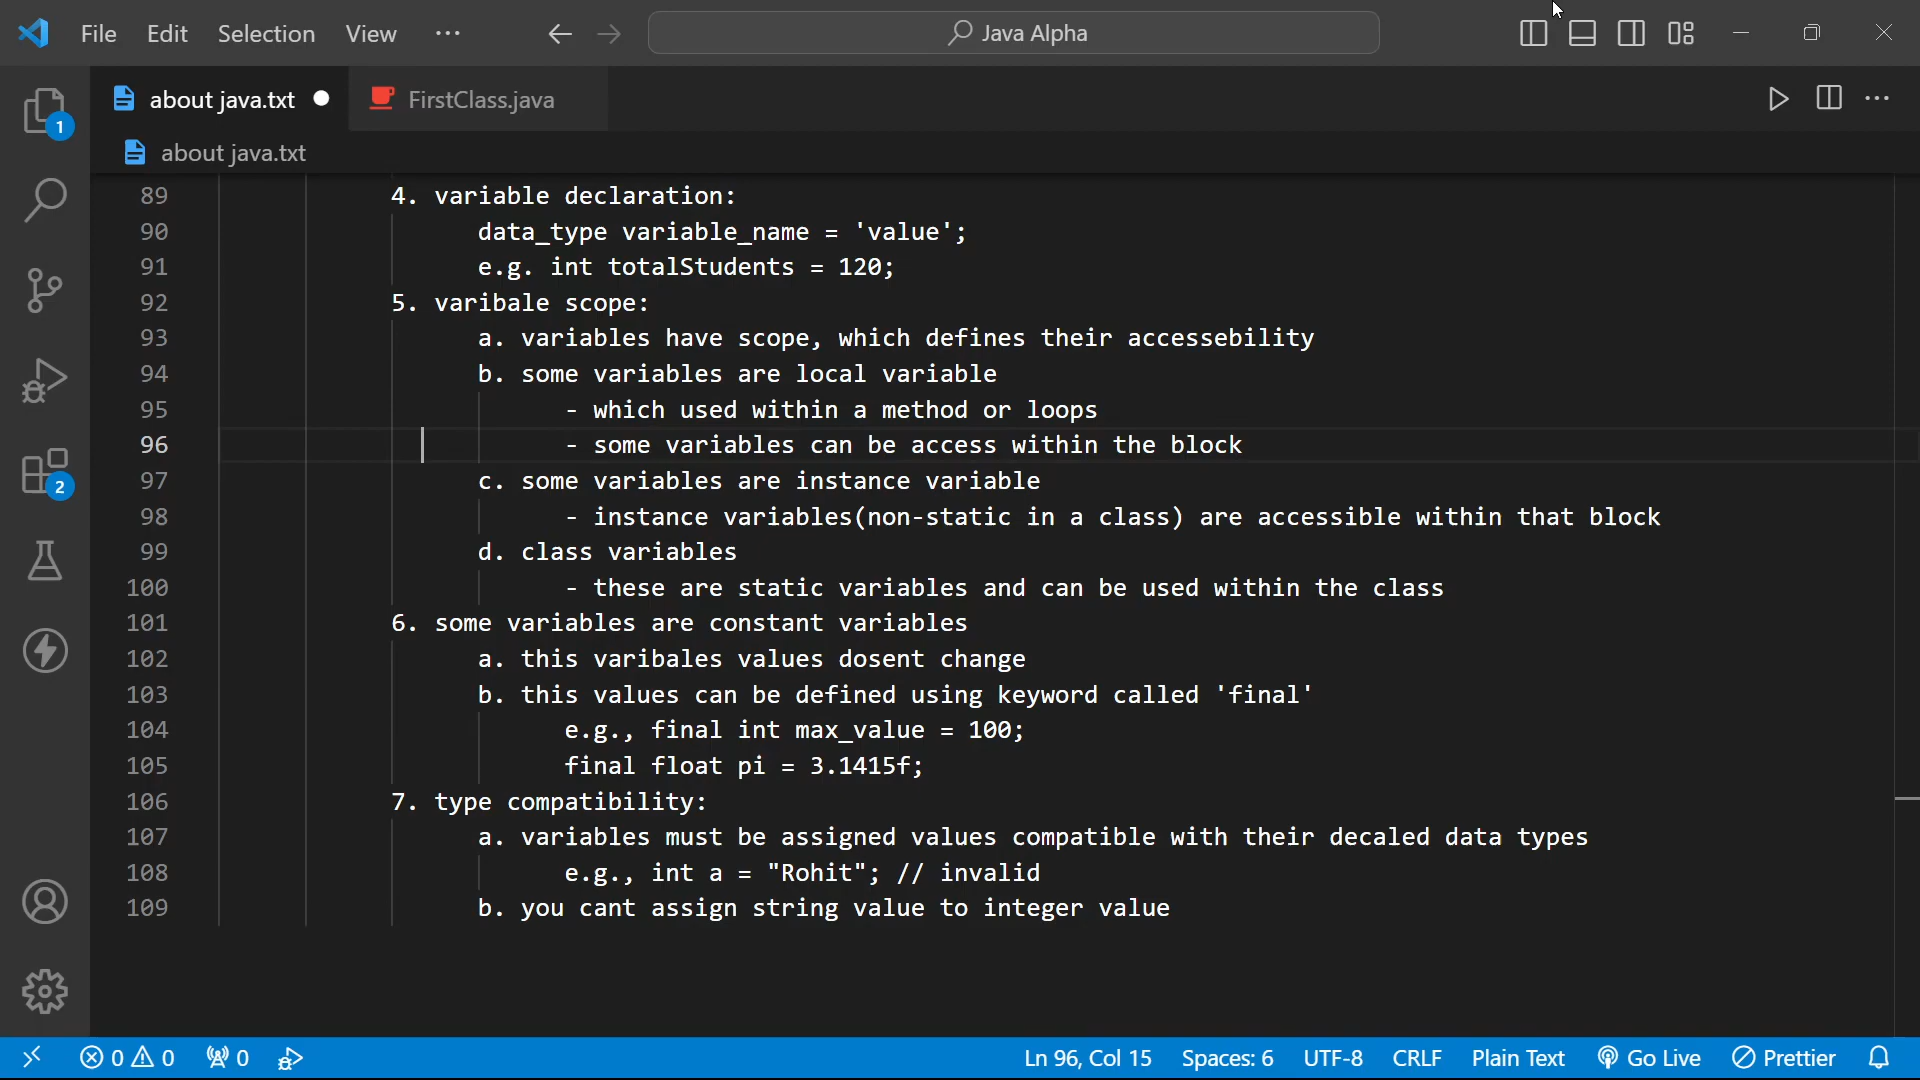 File Edit Selection View ··· Java Alpha
about java.txt FirstClass.java
1
about java.txt
89 4. variable declaration:
90 data_type variable_name = 'value';
91 e.g. int totalStudents = 120;
92 5. varibale scope:
93 a. variables have scope, which defines their accessebility
94 b. some variables are local variable
95 - which used within a method or loops
96 - some variables can be access within the block
97 c. some variables are instance variable
2
98 - instance variables(non-static in a class) are accessible within that block
99 d. class variables
100 - these are static variables and can be used within the class
101 6. some variables are constant variables
102 a. this varibales values dosent change
103 b. this values can be defined using keyword called 'final'
104 e.g., final int max_value = 100;
105 final float pi = 3.1415f;
106 7. type compatibility:
107 a. variables must be assigned values compatible with their decaled data types
108 e.g., int a = "Rohit"; // invalid
109 b. you cant assign string value to integer value
0 0 0 Ln 96, Col 15 Spaces: 6 UTF-8 CRLF Plain Text Go Live Prettier